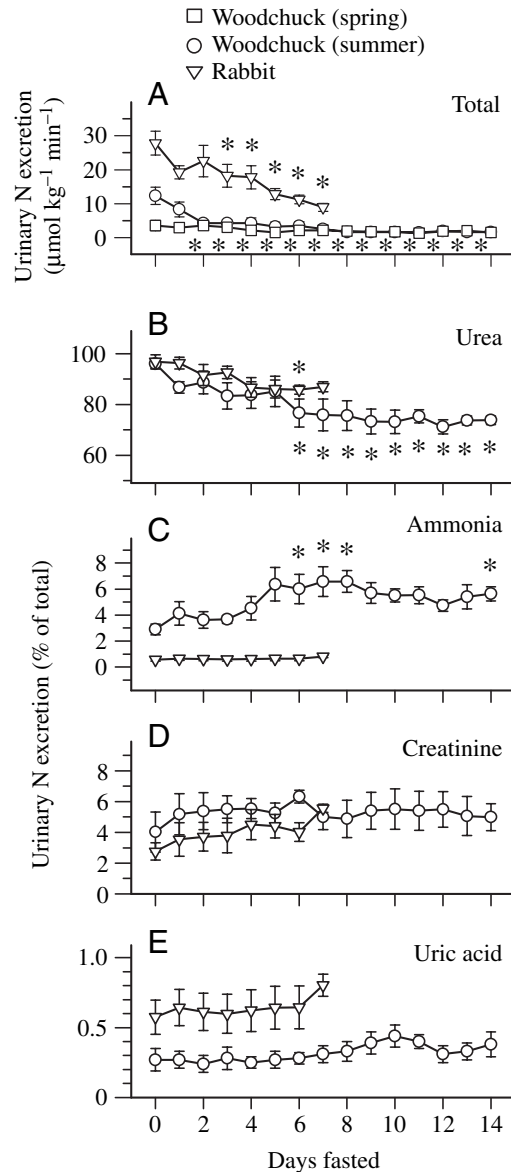 Woodchuck (spring)
Woodchuck (summer)
Rabbit
A
Total
Urinary N excretion
(μmol kg⁻¹ min⁻¹)
30
20
10
0
* * * * *
* * * * * * * * * * * * *
B
Urea
100
80
60
*
* * * * * * * * *
C
Ammonia
8
6
4
2
0
* * * *
Urinary N excretion (% of total)
D
Creatinine
8
6
4
2
0
E
Uric acid
1.0
0.5
0
0 2 4 6 8 10 12 14
Days fasted